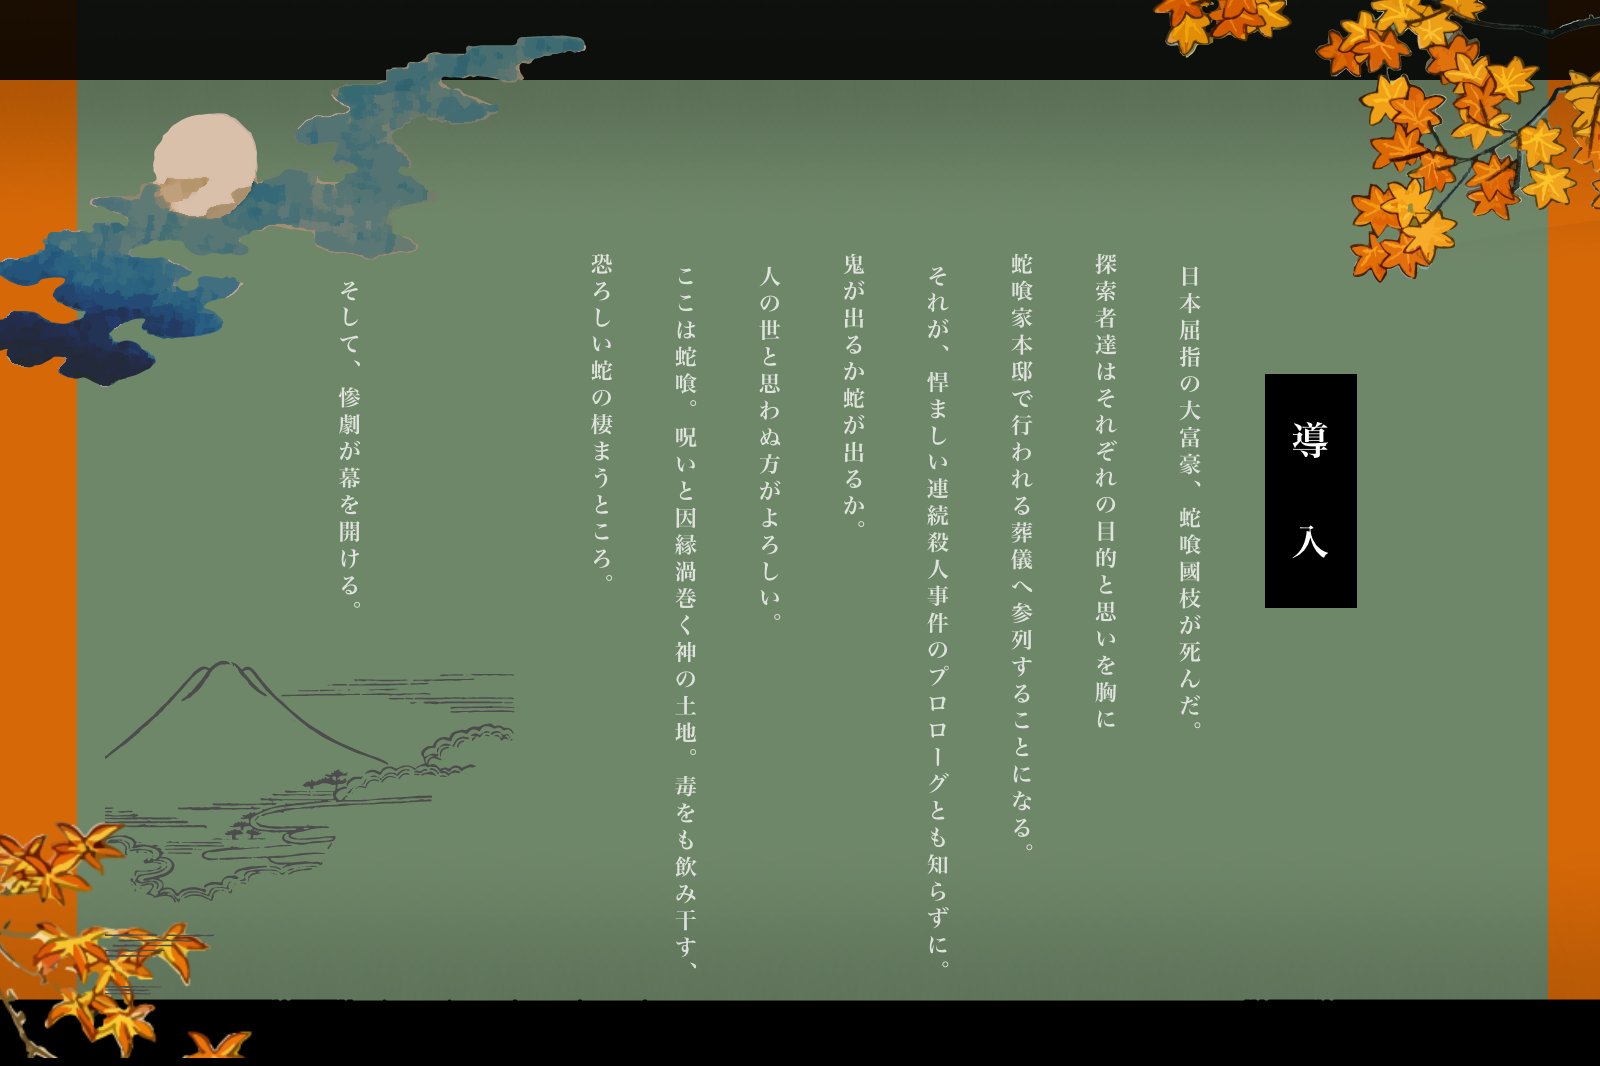 導入
日本屈指の大富豪、蛇喰國枝が死んだ。
探索者達はそれぞれの目的と思いを胸に
蛇喰家本邸で行われる葬儀へ参列することになる。
それが、悍ましい連続殺人事件のプロローグとも知らずに。
鬼が出るか蛇が出るか。
人の世と思わぬ方がよろしい。
ここは蛇喰。呪いと因縁渦巻く神の土地。毒をも飲み干す、
恐ろしい蛇の棲まうところ。
そして、惨劇が幕を開ける。